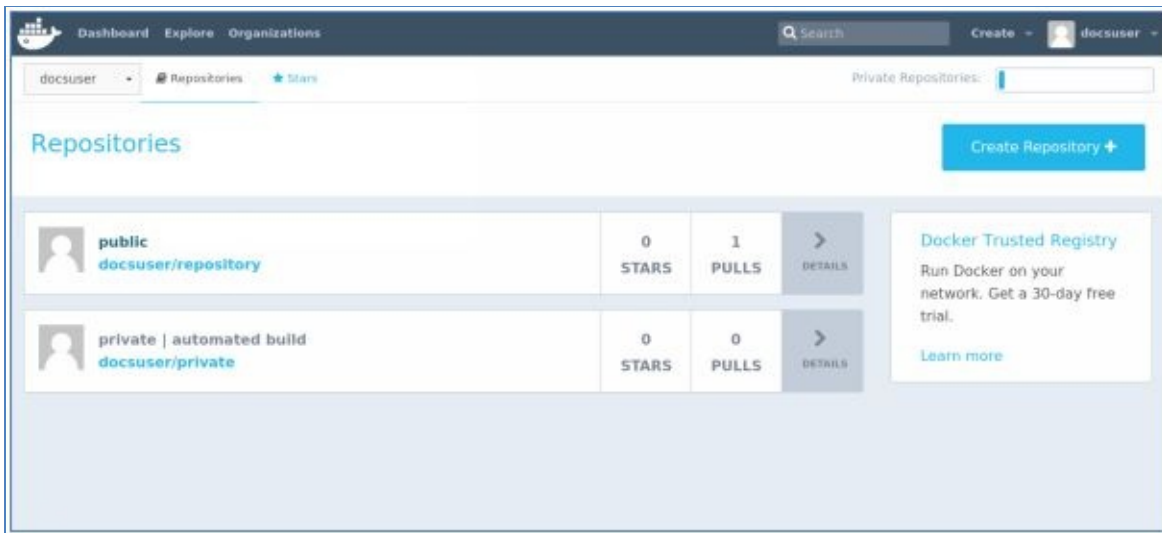 Dashboard Explore Organizations Search Create docsuser
docsuser Repositories Stars Private Repositories:
Repositories
Create Repository +
public
docsuser/repository
0 STARS
1 PULLS
DETAILS
private | automated build
docsuser/private
0 STARS
0 PULLS
DETAILS
Docker Trusted Registry
Run Docker on your
network. Get a 30-day free
trial.
Learn more